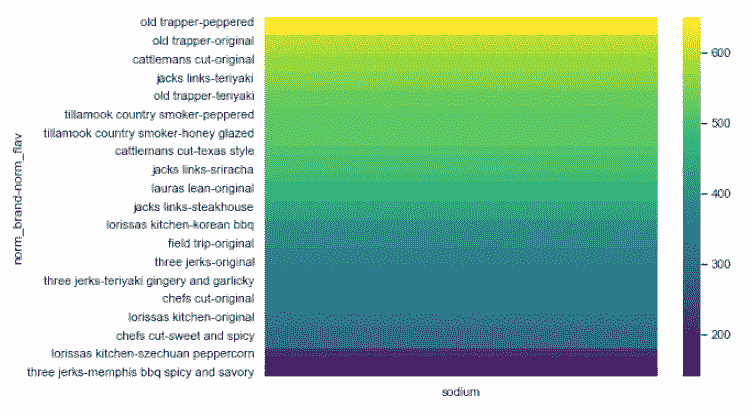 old trapper-peppered
old trapper-original
cattlemans cut-original
jacks links-teriyaki
old trapper-teriyaki
tillamook country smoker-peppered
tillamook country smoker-honey glazed
cattlemans cut-texas style
jacks links-sriracha
lauras lean-original
jacks links-steakhouse
lorissas kitchen-korean bbq
field trip-original
three jerks-original
three jerks-teriyaki gingery and garlicky
chefs cut-original
lorissas kitchen-original
chefs cut-sweet and spicy
lorissas kitchen-szechuan peppercorn
three jerks-memphis bbq spicy and savory
norm_brand-norm_flav
sodium
600
500
400
300
200